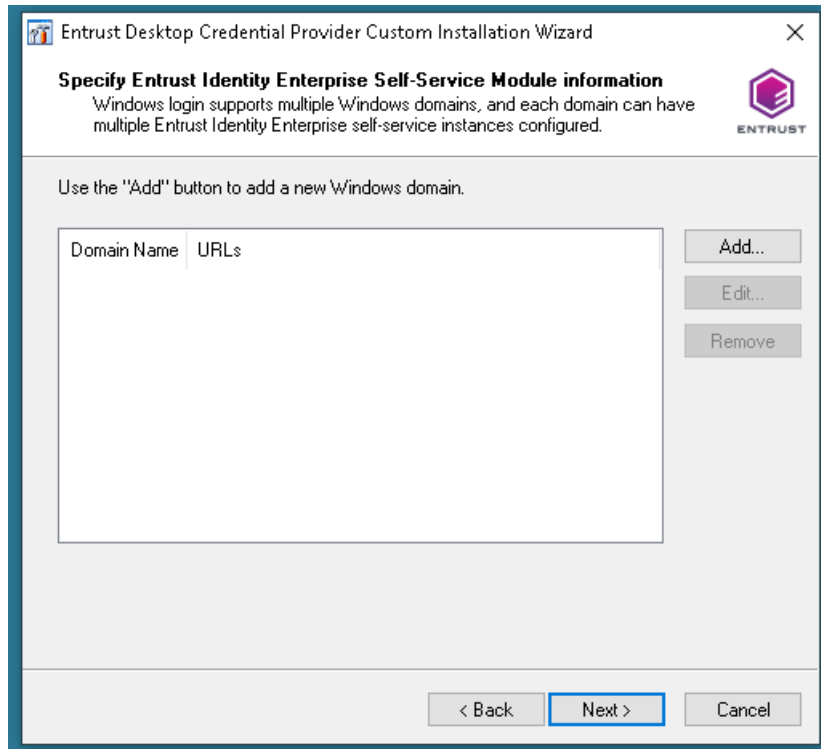 Entrust Desktop Credential Provider Custom Installation Wizard
Specify Entrust Identity Enterprise Self-Service Module information
Windows login supports multiple Windows domains, and each domain can have
multiple Entrust Identity Enterprise self-service instances configured.
ENTRUST
Use the "Add" button to add a new Windows domain.
Domain Name URLs
Add...
Edit...
Remove
< Back Next > Cancel